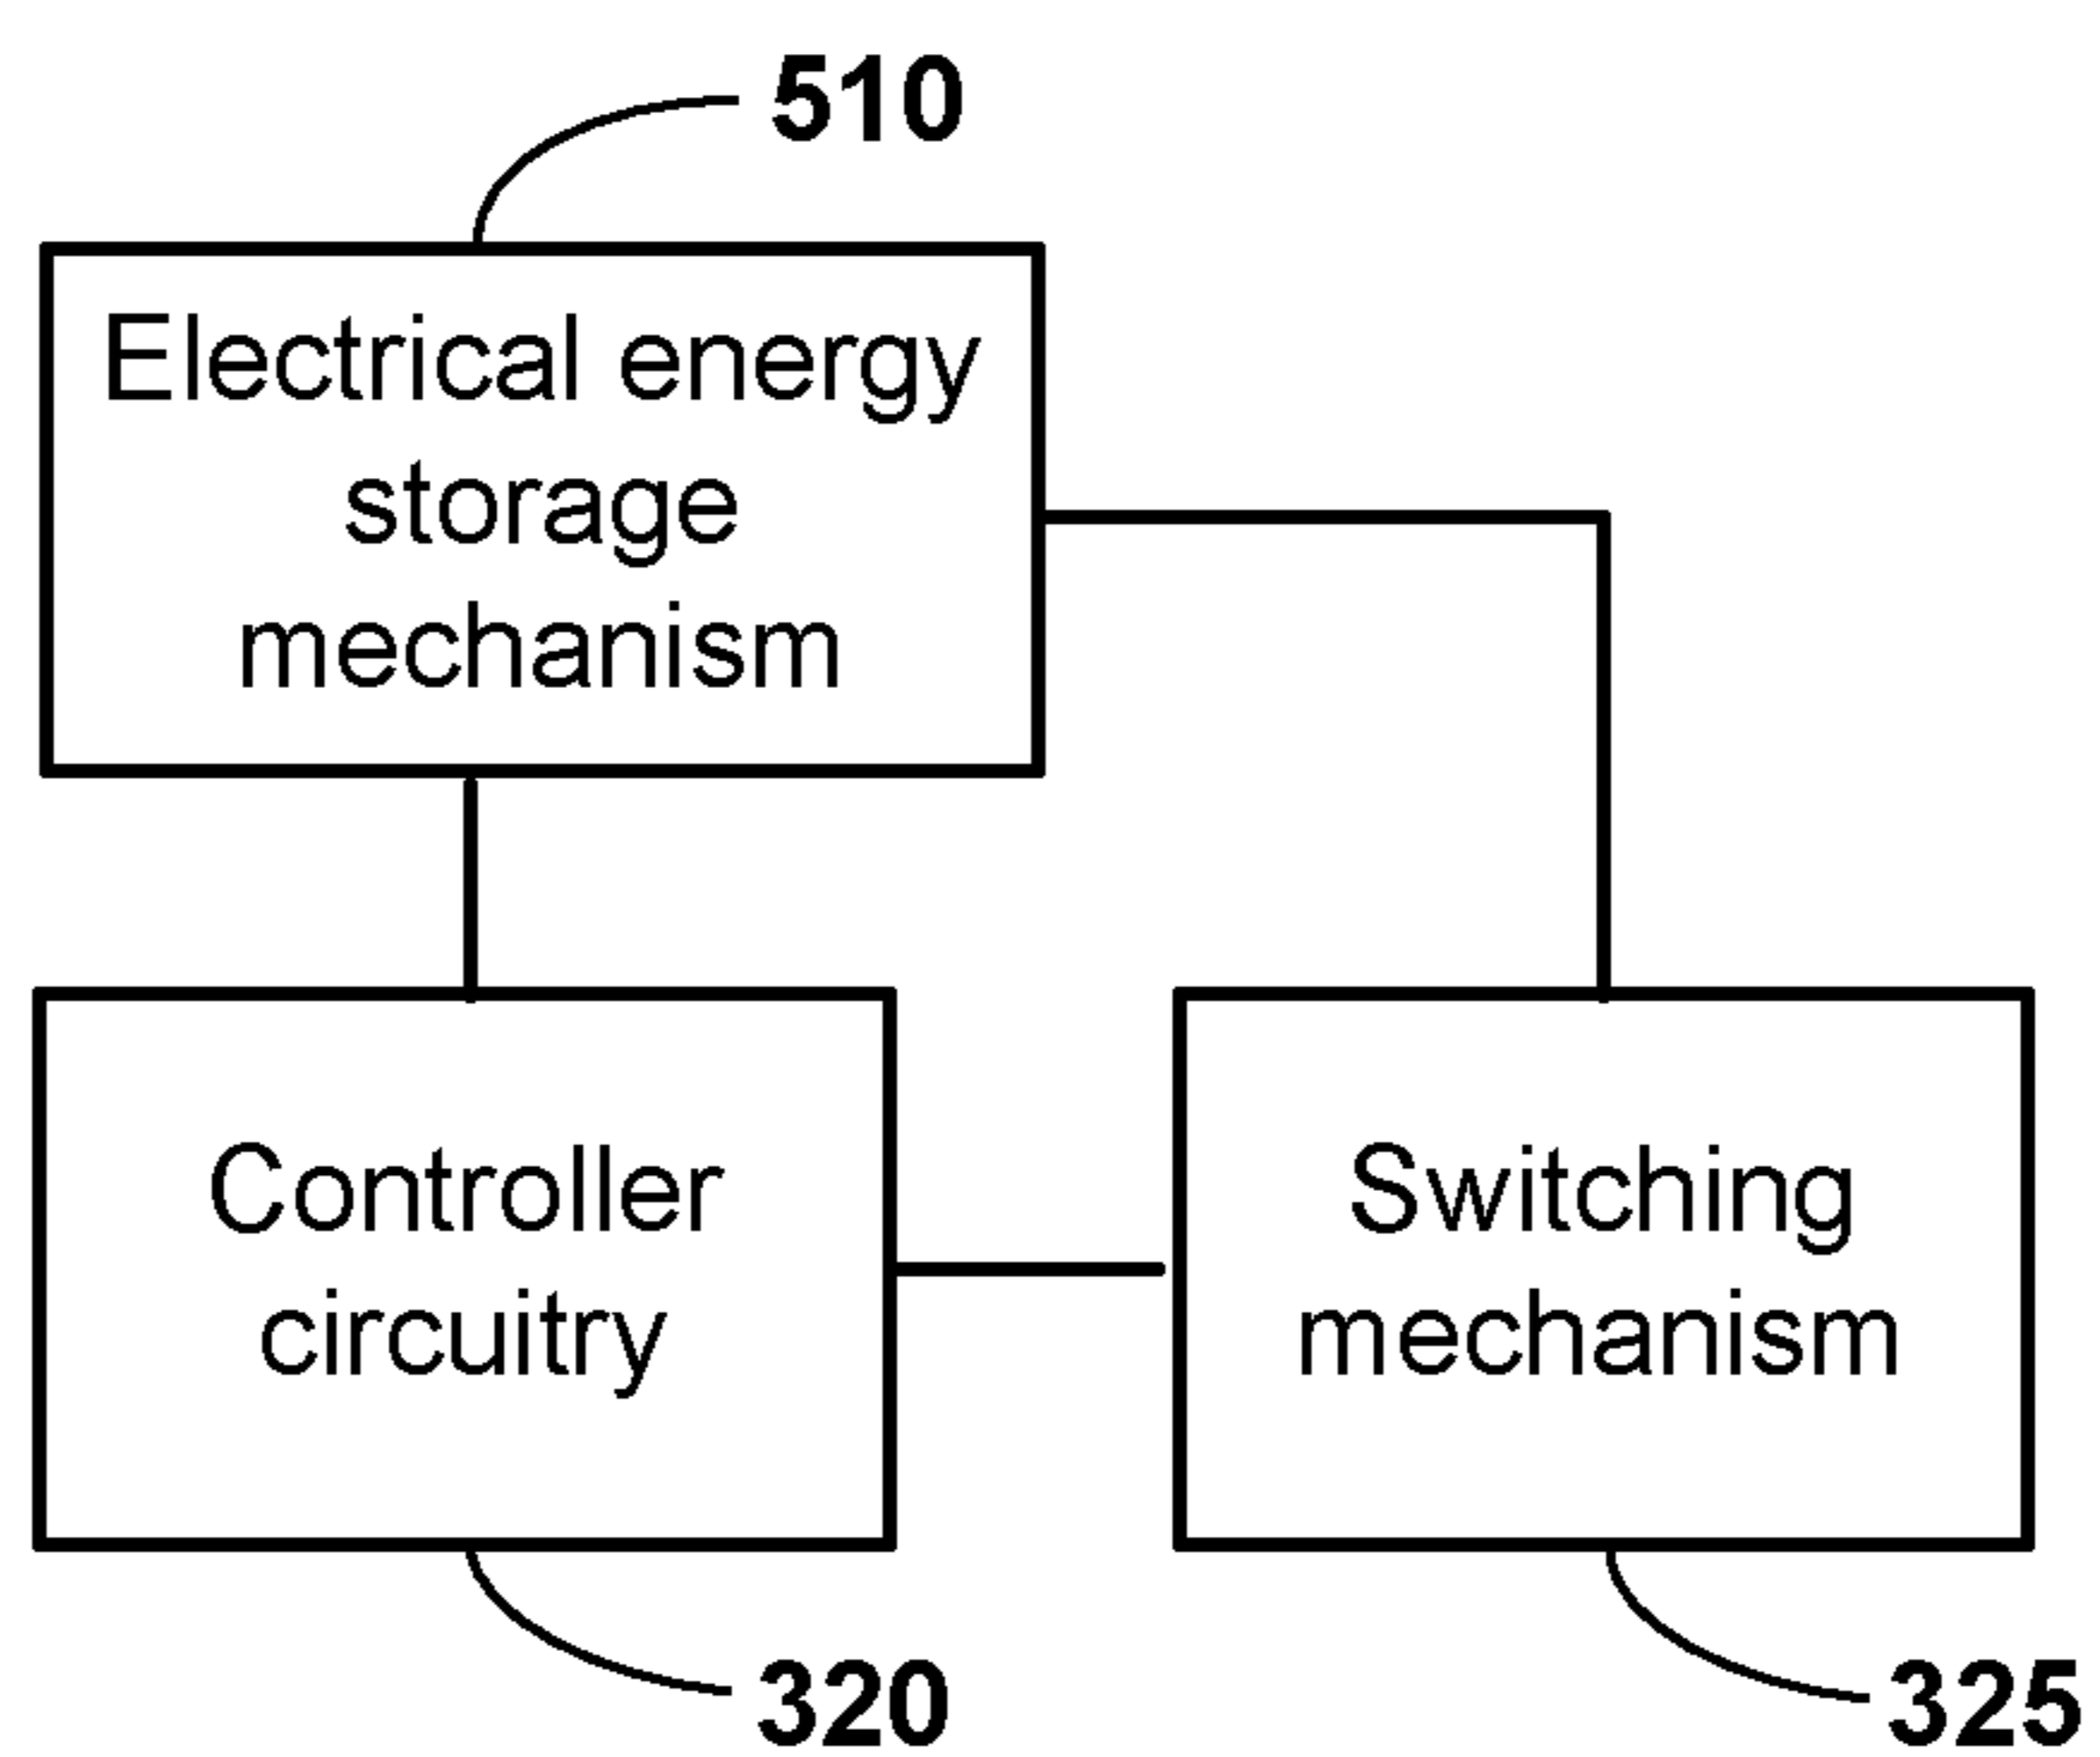 510
Electrical energy
storage
mechanism
Controller
circuitry
Switching
mechanism
320
325